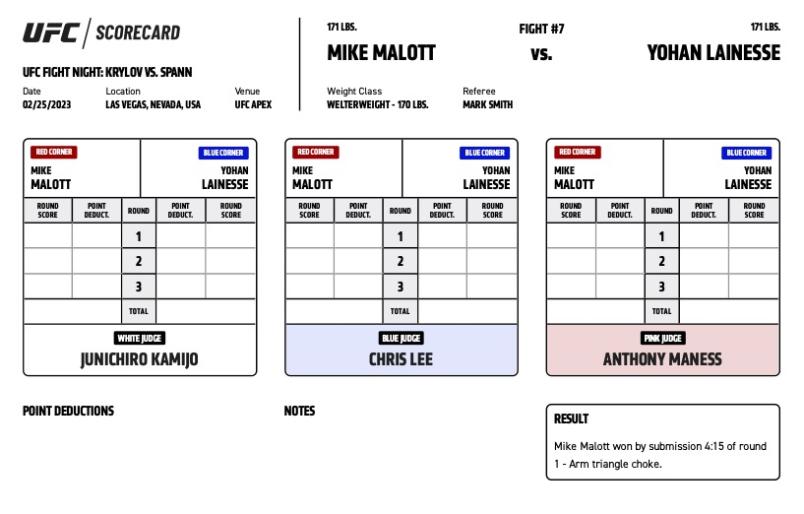 UFC / SCORECARD
UFC FIGHT NIGHT: KRYLOV VS. SPANN
Date Location Venue
02/25/2023 LAS VEGAS, NEVADA, USA UFC APEX
171 LBS. FIGHT #7 171 LBS.
MIKE MALOTT VS. YOHAN LAINESSE
Weight Class Referee
WELTERWEIGHT - 170 LBS. MARK SMITH
RED CORNER BLUE CORNER
MIKE YOHAN
MALOTT LAINESSE
ROUND POINT ROUND POINT ROUND
SCORE DEDUCT. DEDUCT. SCORE
1
2
3
TOTAL
WHITE JUDGE
JUNICHIRO KAMIJO
RED CORNER BLUE CORNER
MIKE YOHAN
MALOTT LAINESSE
ROUND POINT ROUND POINT ROUND
SCORE DEDUCT. DEDUCT. SCORE
1
2
3
TOTAL
BLUE JUDGE
CHRIS LEE
RED CORNER BLUE CORNER
MIKE YOHAN
MALOTT LAINESSE
ROUND POINT ROUND POINT ROUND
SCORE DEDUCT. DEDUCT. SCORE
1
2
3
TOTAL
PINK JUDGE
ANTHONY MANESS
POINT DEDUCTIONS
NOTES
RESULT
Mike Malott won by submission 4:15 of round
1 - Arm triangle choke.